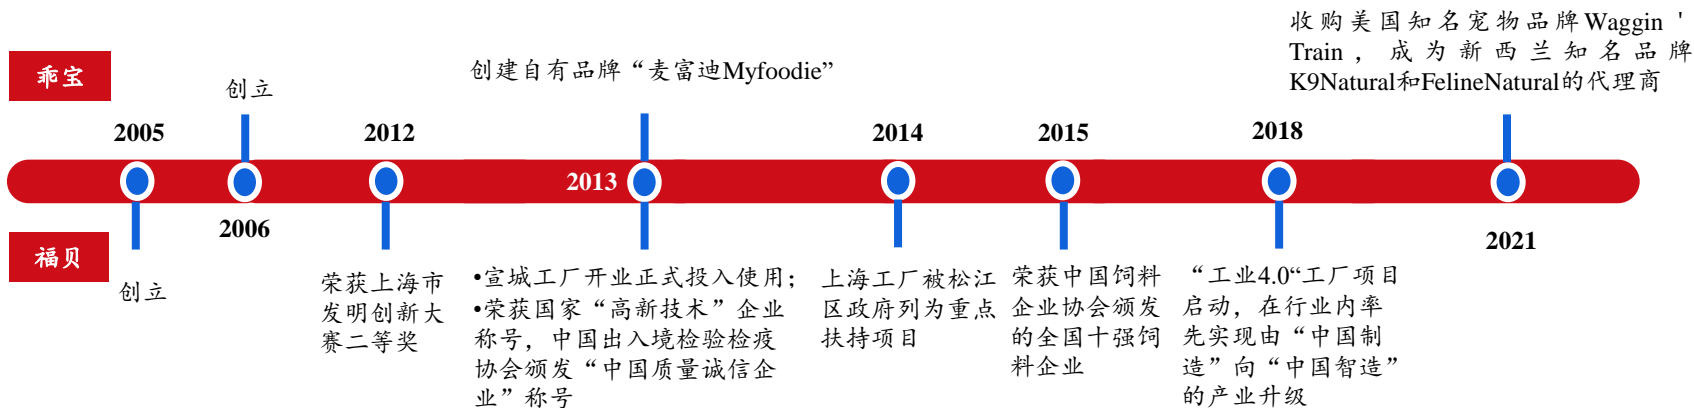 收购美国知名宠物品牌Waggin '
Train，成为新西兰知名品牌
K9Natural和FelineNatural的代理商
乖宝
创建自有品牌“麦富迪Myfoodie”
创立
2005
2012
2014
2015
2018
2013
2006
2021
福贝
创立
荣获上海市
发明创新大
赛二等奖
•宣城工厂开业正式投入使用；
•荣获国家“高新技术”企业
称号，中国出入境检验检疫
协会颁发“中国质量诚信企
业”称号
上海工厂被松江
区政府列为重点
扶持项目
荣获中国饲料
企业协会颁发
的全国十强饲
料企业
“工业4.0“工厂项目
启动，在行业内率
先实现由“中国制
造”向“中国智造”
的产业升级